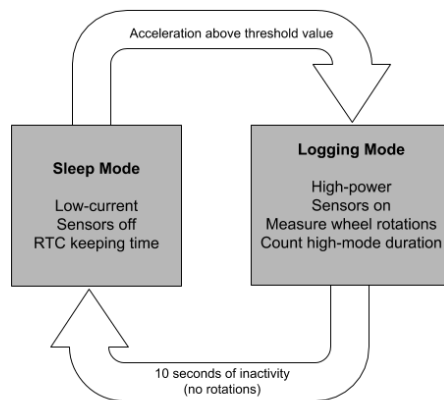 Acceleration above threshold value
Sleep Mode
Low-current
Sensors off
RTC keeping time
Logging Mode
High-power
Sensors on
Measure wheel rotations
Count high-mode duration
10 seconds of inactivity
(no rotations)